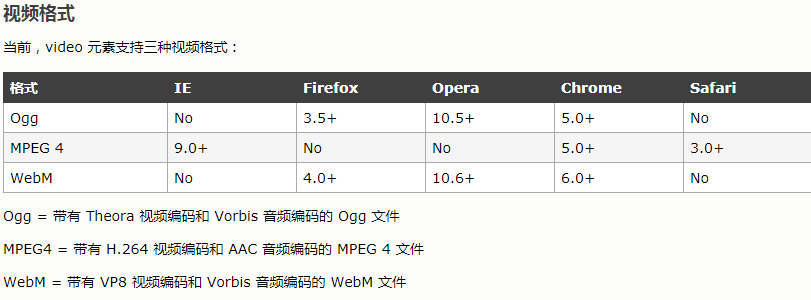 视频格式
当前，video 元素支持三种视频格式：
格式 IE Firefox Opera Chrome Safari
Ogg No 3.5+ 10.5+ 5.0+ No
MPEG 4 9.0+ No No 5.0+ 3.0+
WebM No 4.0+ 10.6+ 6.0+ No
Ogg = 带有 Theora 视频编码和 Vorbis 音频编码的 Ogg 文件
MPEG4 = 带有 H.264 视频编码和 AAC 音频编码的 MPEG 4 文件
WebM = 带有 VP8 视频编码和 Vorbis 音频编码的 WebM 文件